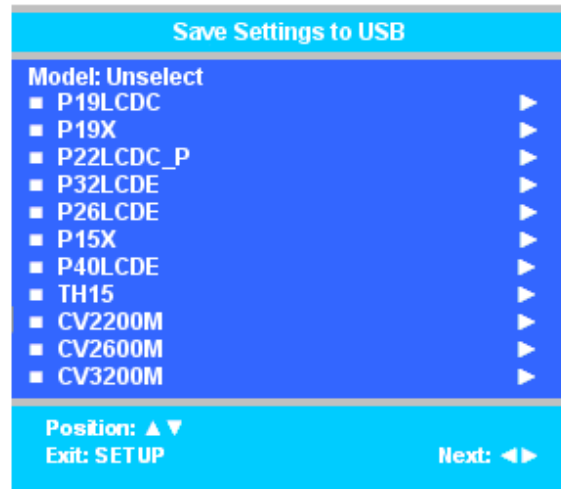 Save Settings to USB
Model: Unselect
■ P19LCDC ▶
■ P19X ▶
■ P22LCDC_P ▶
■ P32LCDE ▶
■ P26LCDE ▶
■ P15X ▶
■ P40LCDE ▶
■ TH15 ▶
■ CV2200M ▶
■ CV2600M ▶
■ CV3200M ▶
Position: ▲▼
Exit: SETUP Next: ◀▶